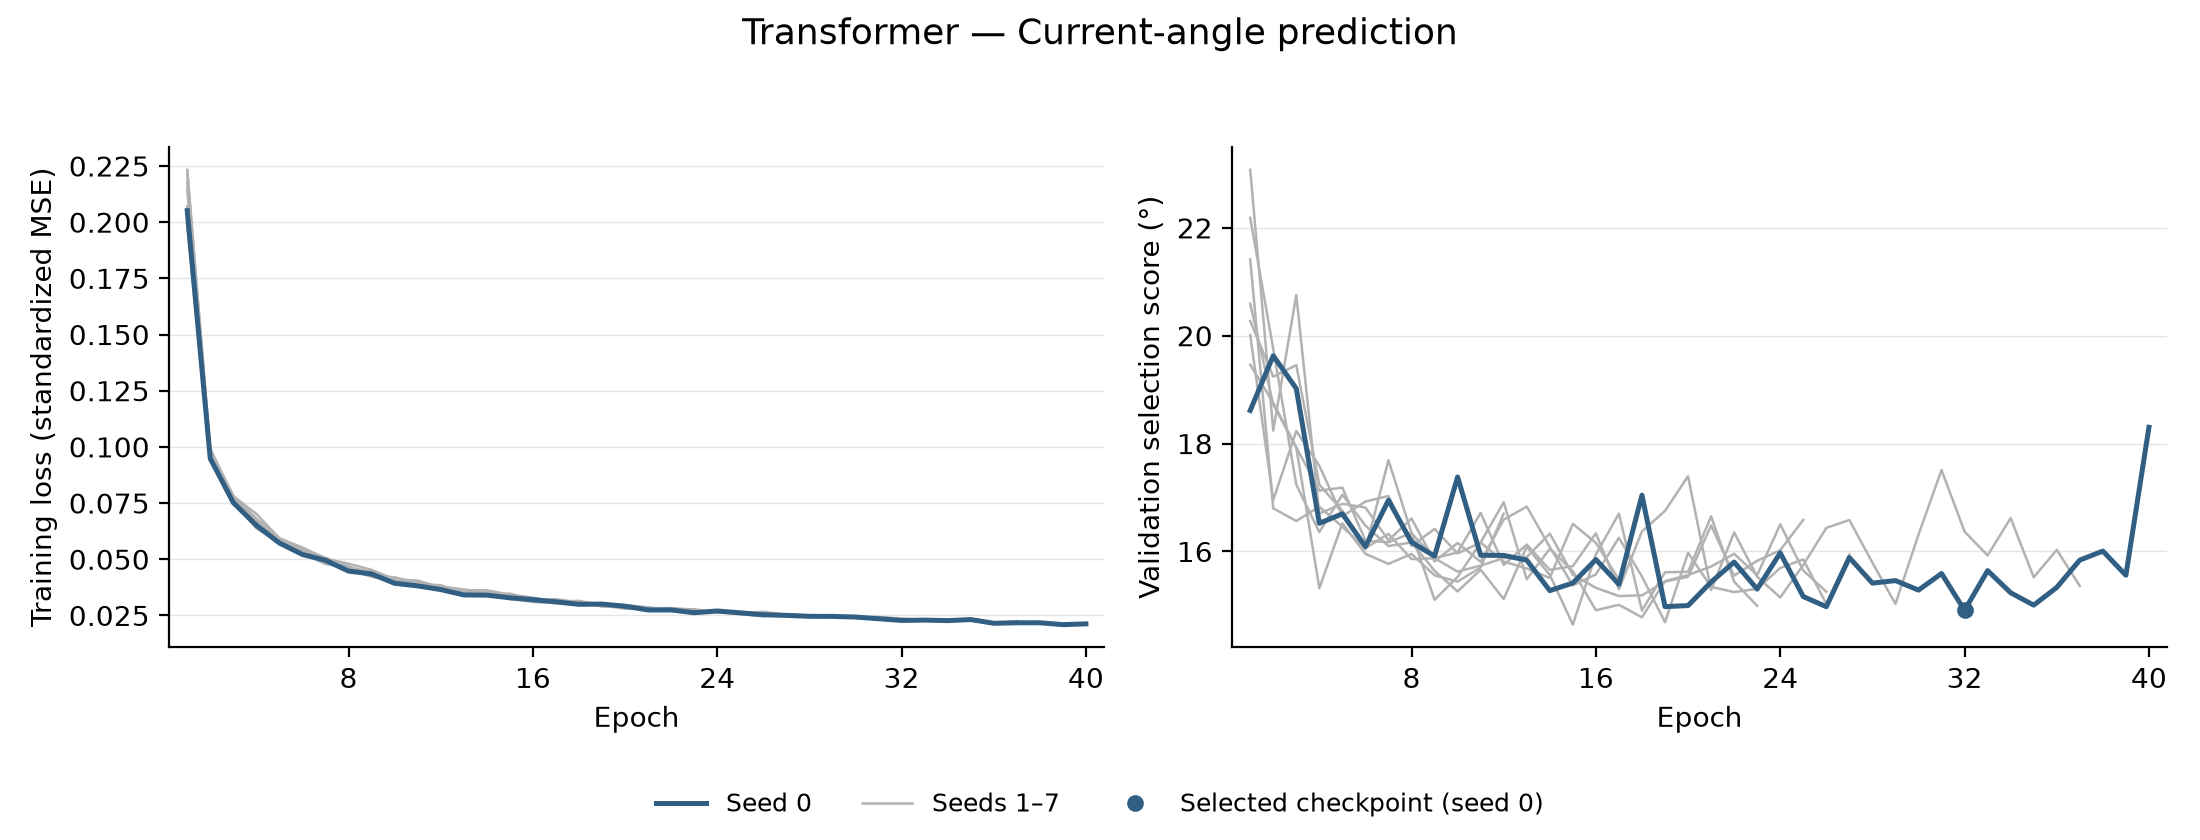 Transformer — Current-angle prediction
Training loss (standardized MSE)
0.225
0.200
0.175
0.150
0.125
0.100
0.075
0.050
0.025
8 16 24 32 40
Epoch
Validation selection score (°)
22
20
18
16
8 16 24 32 40
Epoch
Seed 0 Seeds 1–7 Selected checkpoint (seed 0)